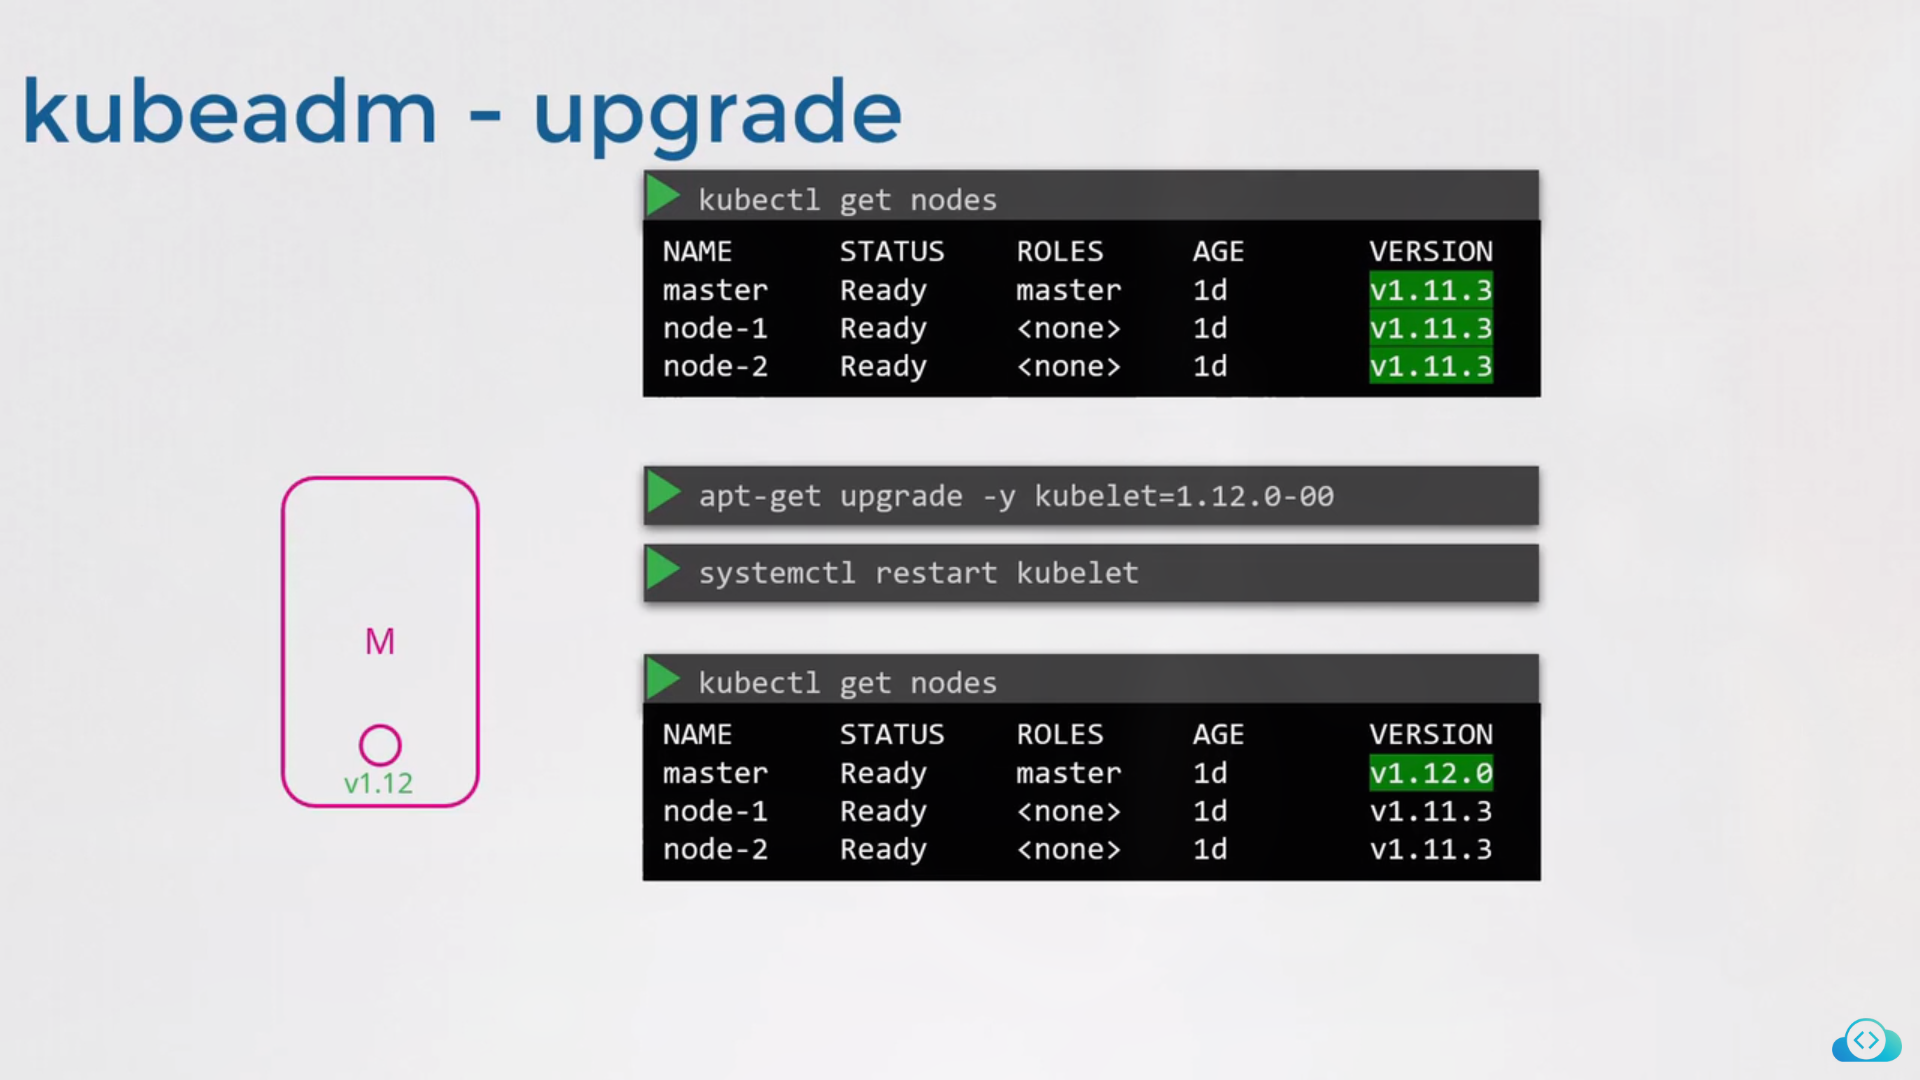 kubeadm - upgrade
kubectl get nodes
NAME STATUS ROLES AGE VERSION
master Ready master 1d v1.11.3
node-1 Ready <none> 1d v1.11.3
node-2 Ready <none> 1d v1.11.3
apt-get upgrade -y kubelet=1.12.0-00
systemctl restart kubelet
M
v1.12
kubectl get nodes
NAME STATUS ROLES AGE VERSION
master Ready master 1d v1.12.0
node-1 Ready <none> 1d v1.11.3
node-2 Ready <none> 1d v1.11.3